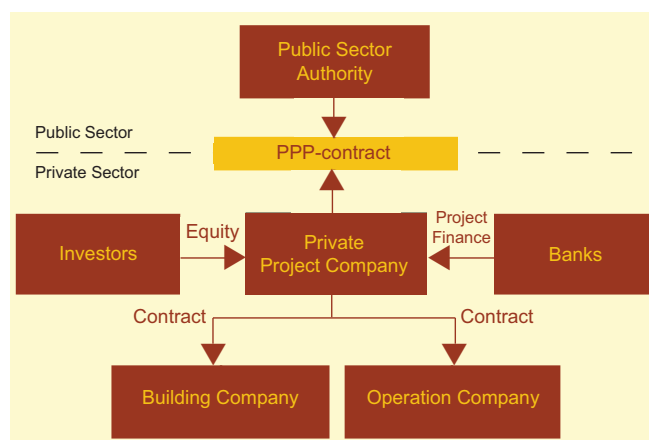 Public Sector
Authority
Public Sector
PPP-contract
Private Sector
Investors
Equity
Private
Project Company
Project
Finance
Banks
Contract
Contract
Building Company
Operation Company